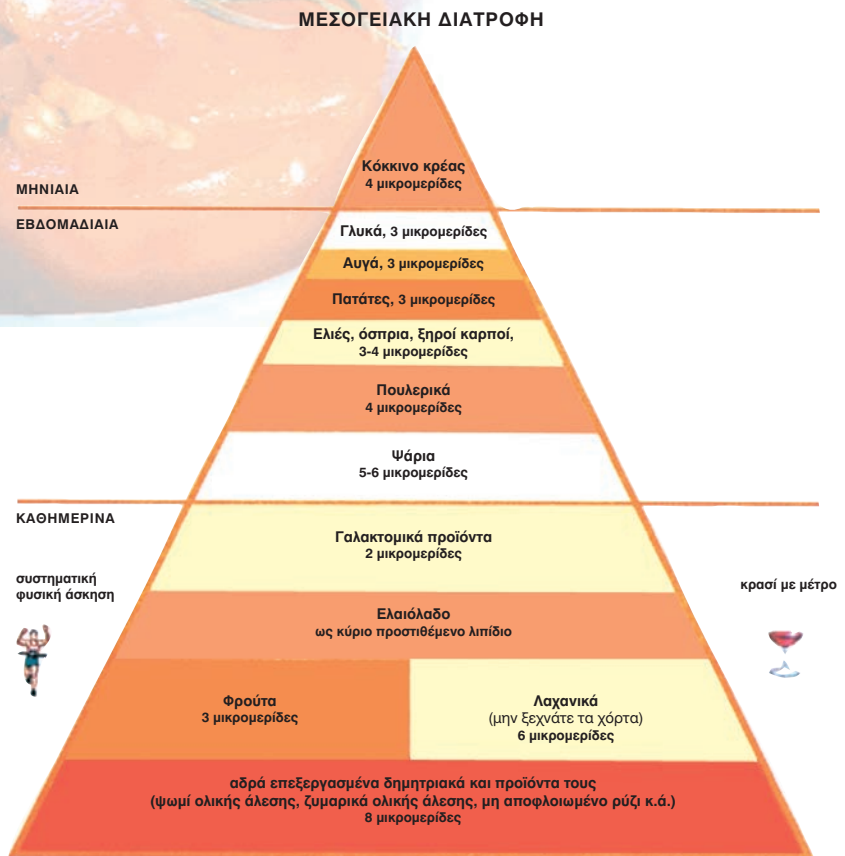 ΜΕΣΟΓΕΙΑΚΗ ΔΙΑΤΡΟΦΗ
Κόκκινο κρέας
4 μικρομερίδες
ΜΗΝΙΑΙΑ
ΕΒΔΟΜΑΔΙΑΙΑ
Γλυκά, 3 μικρομερίδες
Αυγά, 3 μικρομερίδες
Πατάτες, 3 μικρομερίδες
Ελιές, όσπρια, ξηροί καρποί,
3-4 μικρομερίδες
Πουλερικά
4 μικρομερίδες
Ψάρια
5-6 μικρομερίδες
ΚΑΘΗΜΕΡΙΝΑ
Γαλακτομικά προϊόντα
2 μικρομερίδες
συστηματική
φυσική άσκηση
κρασί με μέτρο
Ελαιόλαδο
ως κύριο προστιθέμενο λιπίδιο
Φρούτα
3 μικρομερίδες
Λαχανικά
(μην ξεχνάτε τα χόρτα)
6 μικρομερίδες
αδρά επεξεργασμένα δημητριακά και προϊόντα τους
(ψωμί ολικής άλεσης, ζυμαρικά ολικής άλεσης, μη αποφλοιωμένο ρύζι κ.ά.)
8 μικρομερίδες